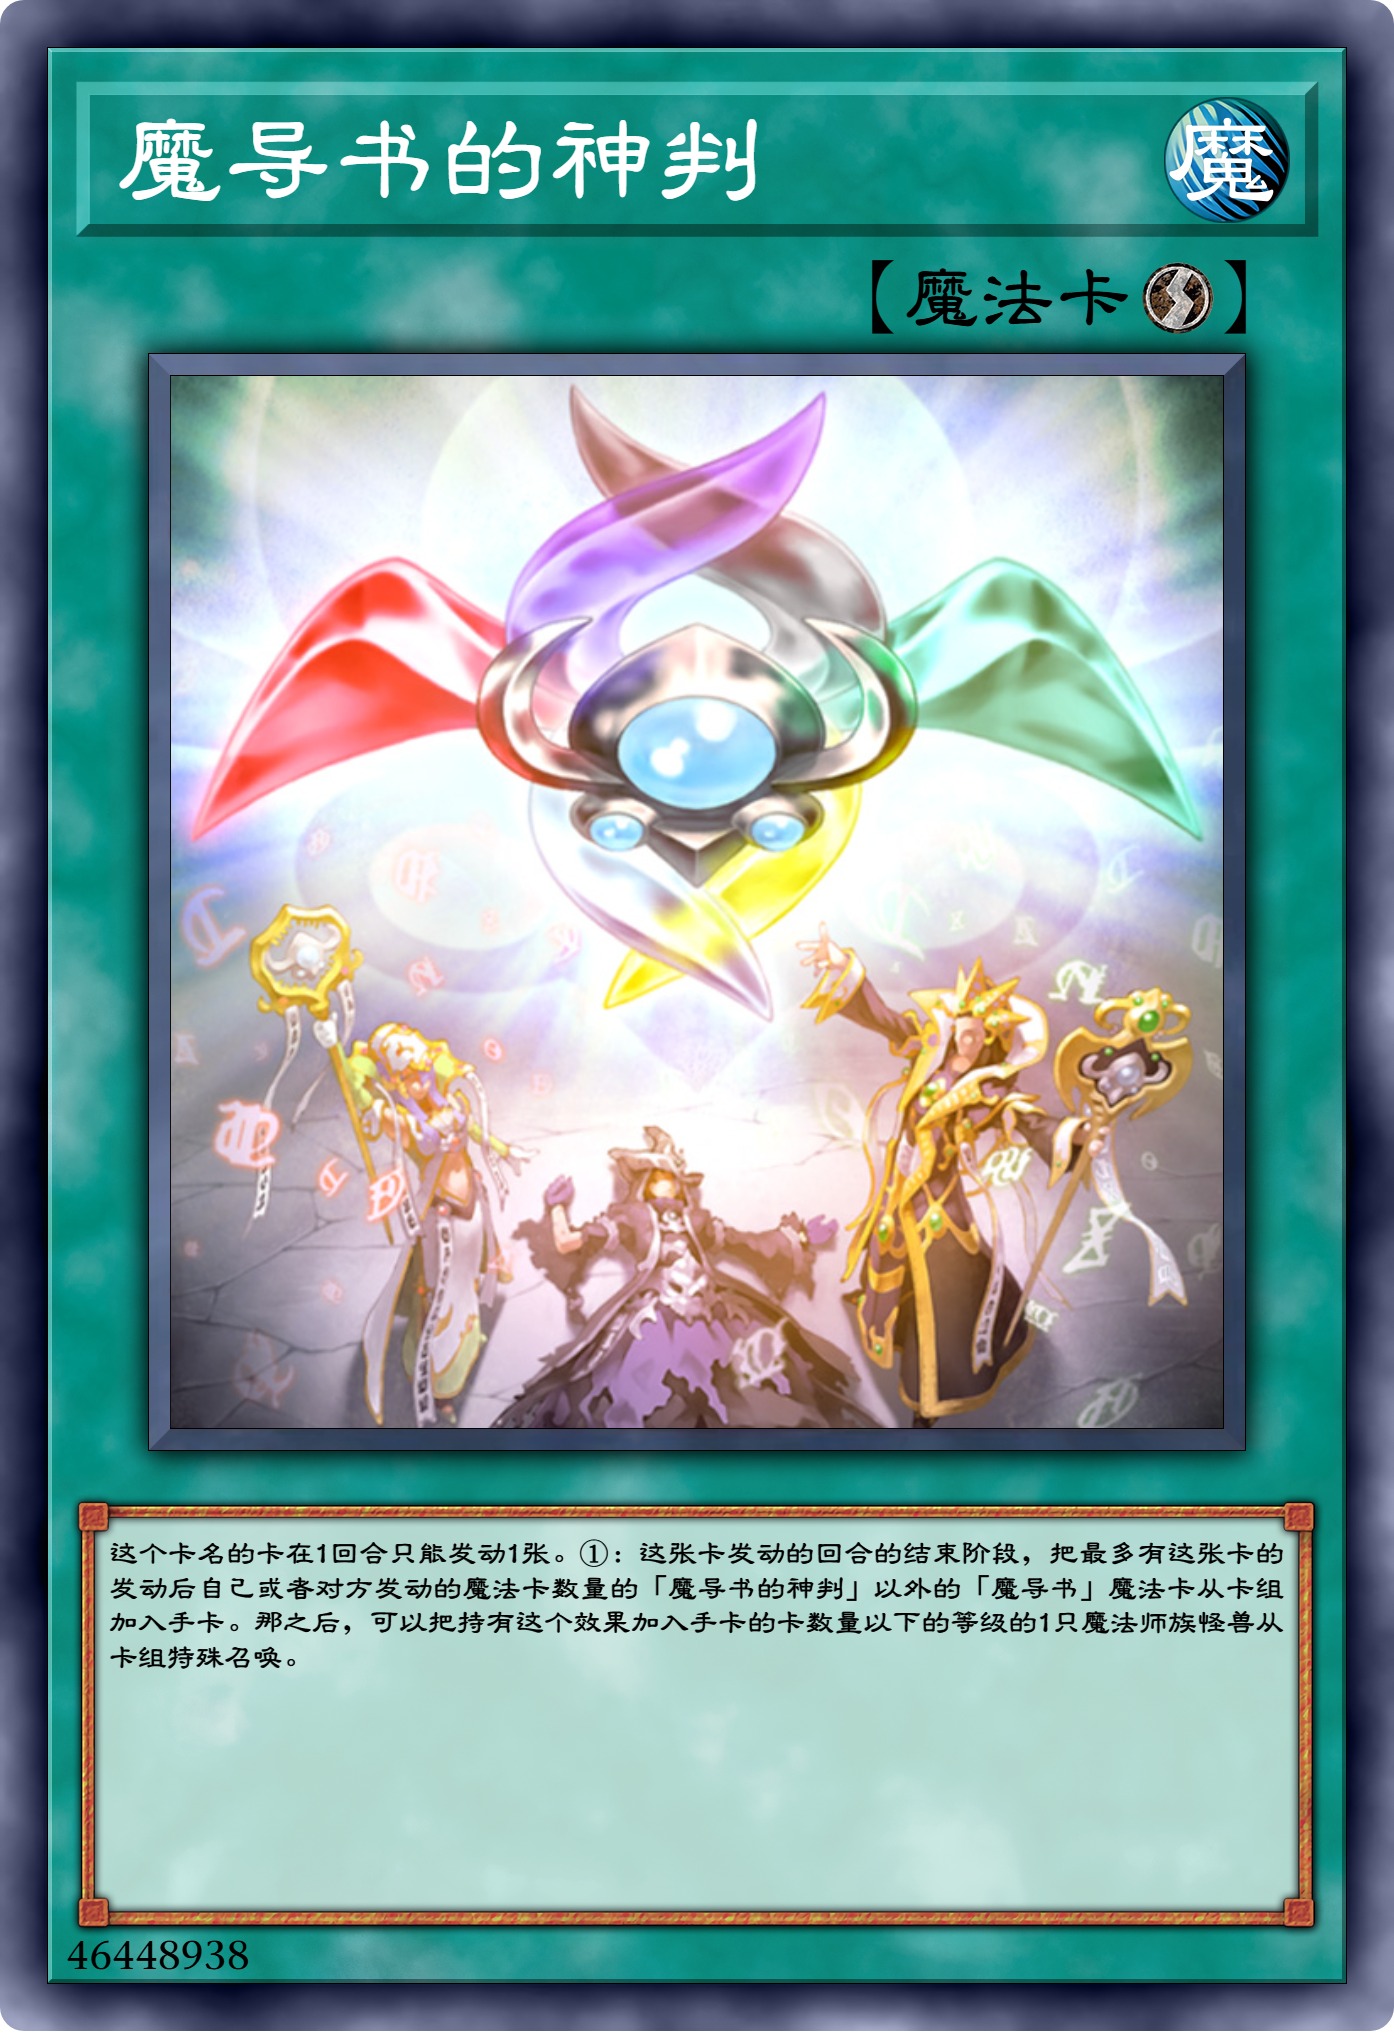 魔导书的神判
魔
【魔法卡】
这个卡名的卡在1回合只能发动1张。①：这张卡发动的回合的结束阶段，把最多有这张卡的
发动后自己或者对方发动的魔法卡数量的「魔导书的神判」以外的「魔导书」魔法卡从卡组
加入手卡。那之后，可以把持有这个效果加入手卡的卡数量以下的等级的1只魔法师族怪兽从
卡组特殊召唤。
46448938